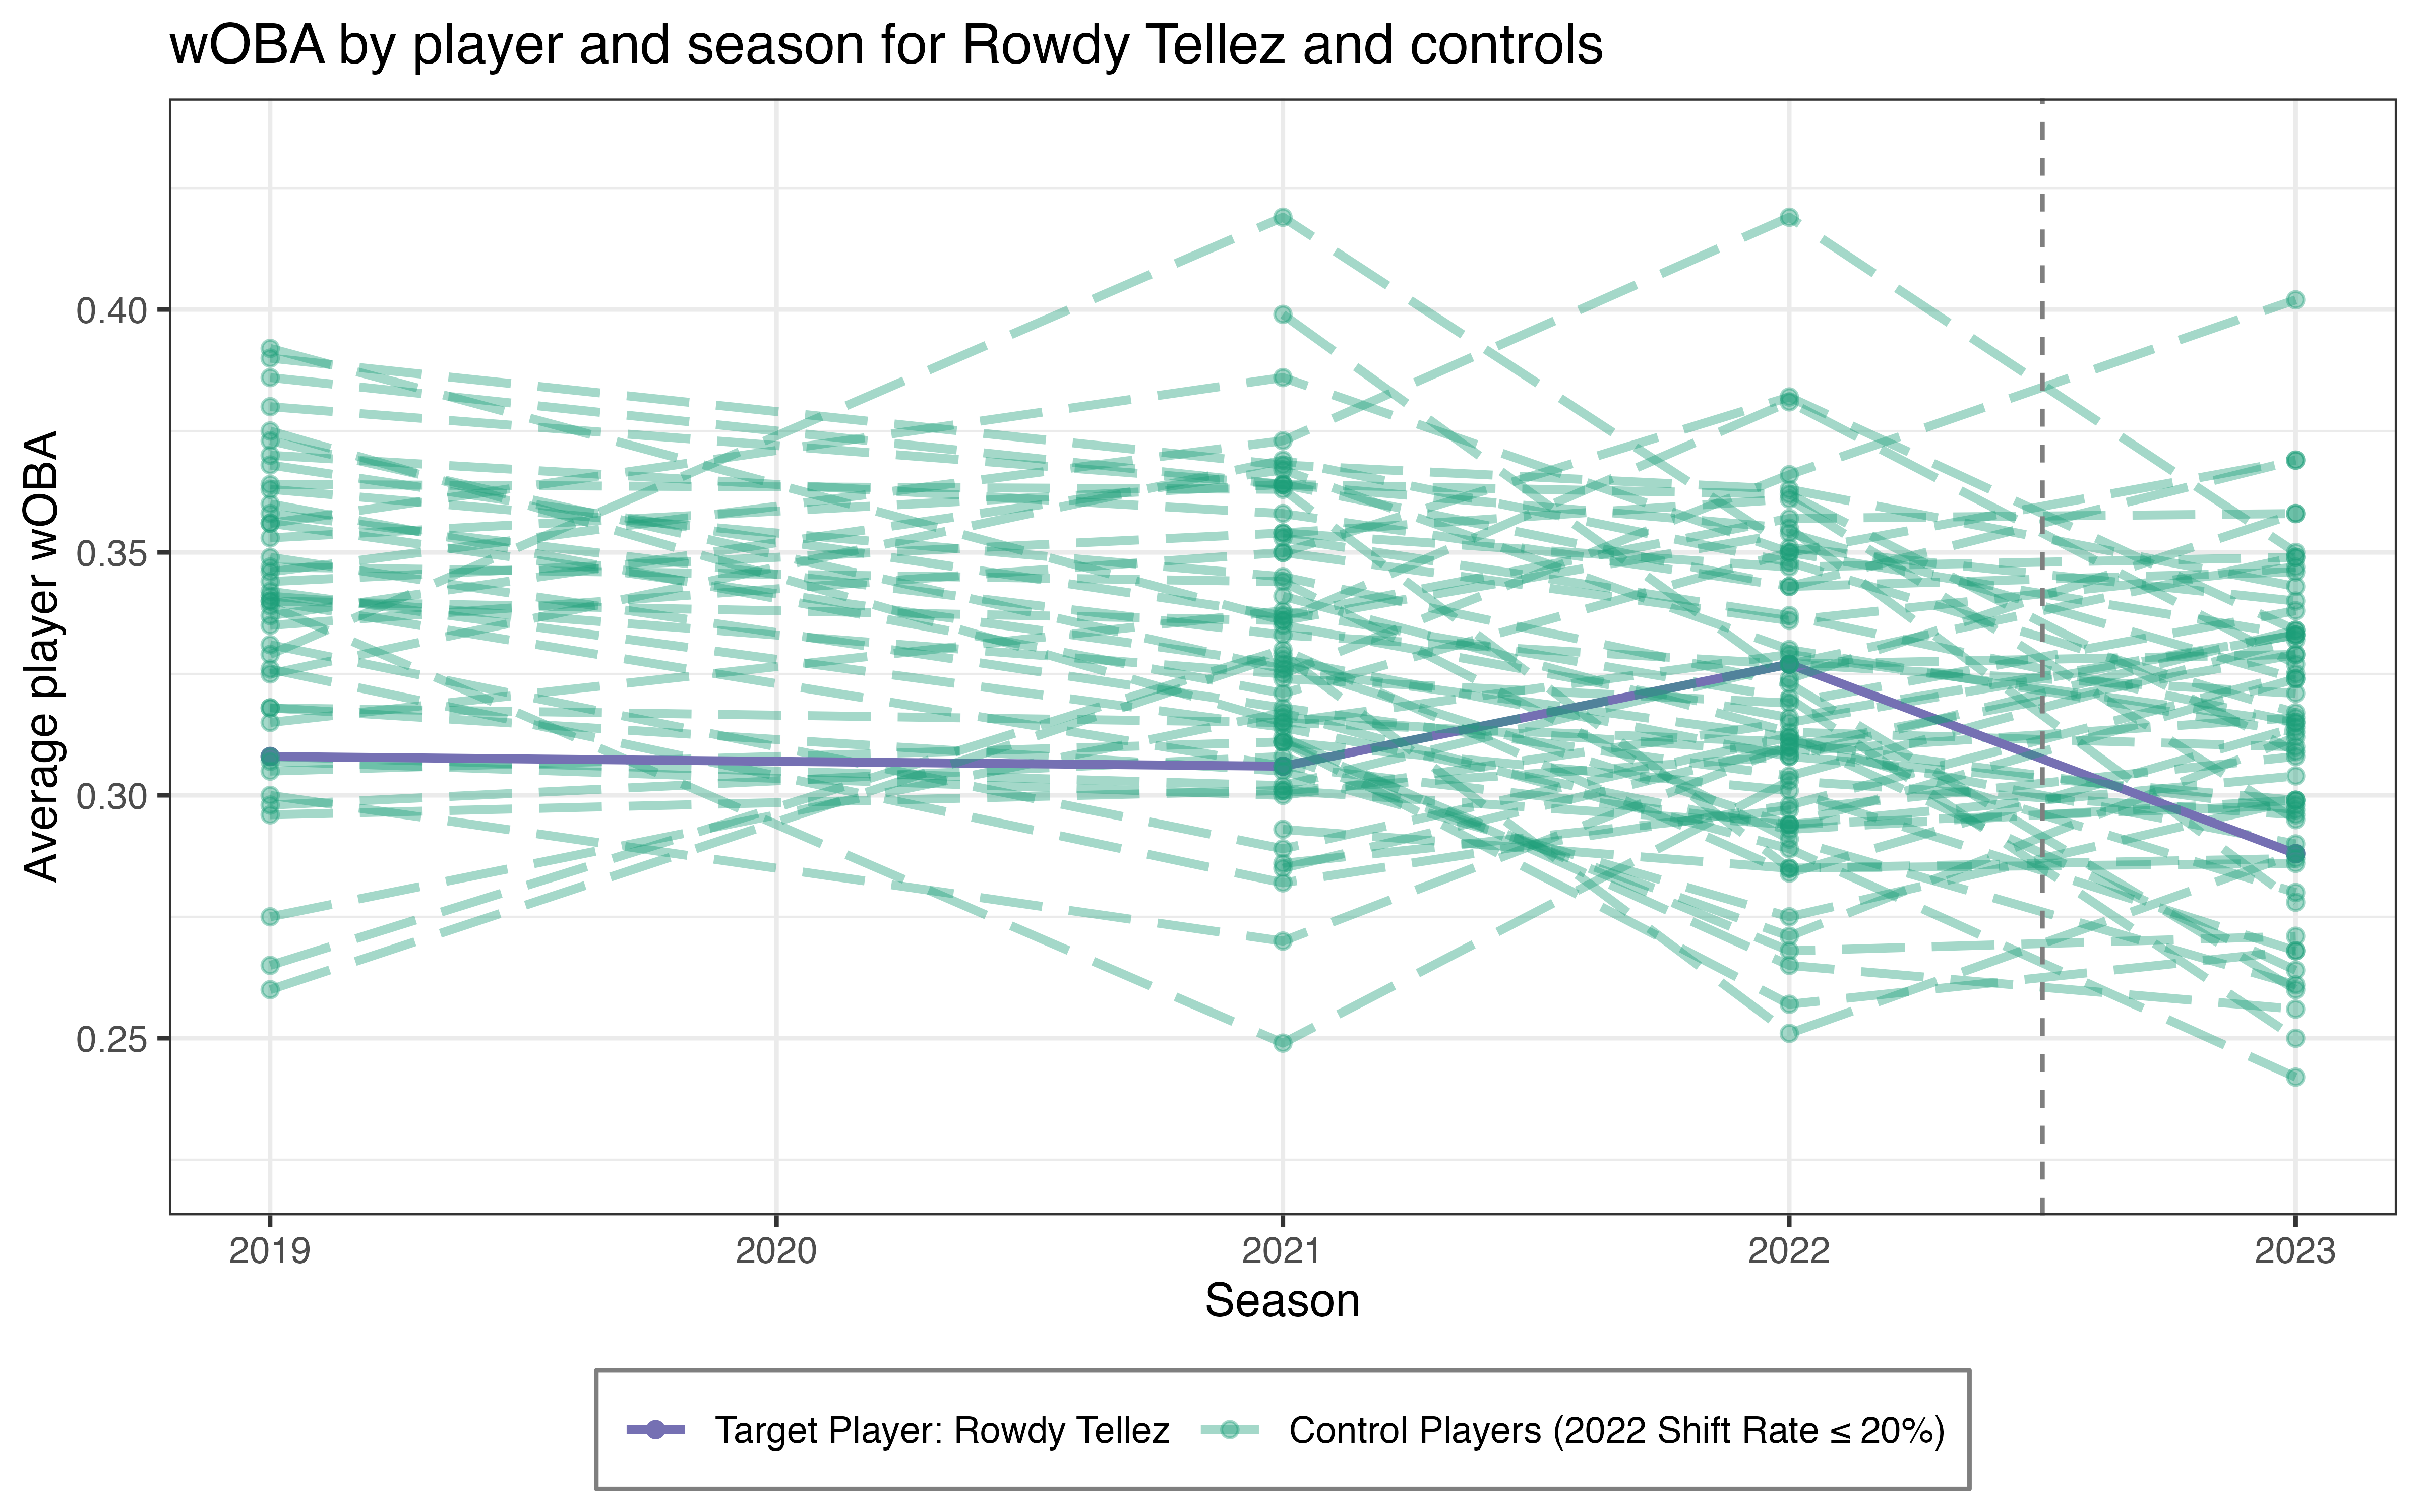 wOBA by player and season for Rowdy Tellez and controls
Average player wOBA
0.40
0.35
0.30
0.25
2019 2020 2021 2022 2023
Season
Target Player: Rowdy Tellez Control Players (2022 Shift Rate ≤ 20%)